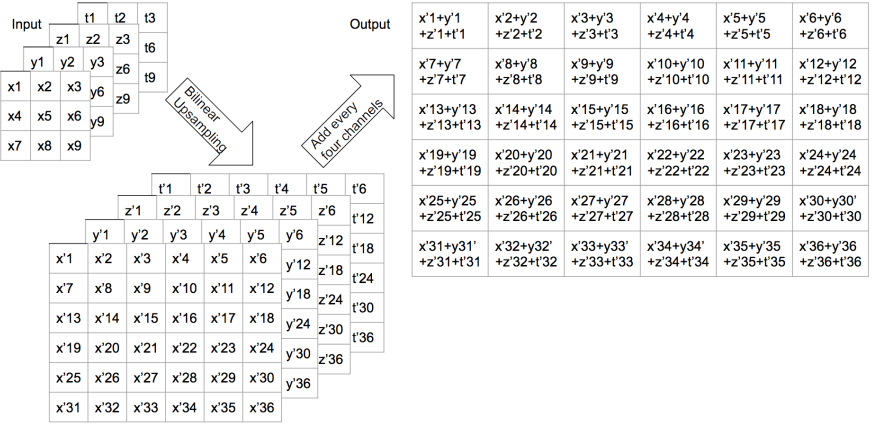 Input
t1 t2 t3
z1 z2 z3 t6
y1 y2 y3 z6 t9
x1 x2 x3 y6 z9
x4 x5 x6 y9
x7 x8 x9
Bilinear
Upsampling
Add every
four channels
t'1 t'2 t'3 t'4 t'5 t'6
z'1 z'2 z'3 z'4 z'5 z'6 t'12
y'1 y'2 y'3 y'4 y'5 y'6 z'12 t'18
x'1 x'2 x'3 x'4 x'5 x'6 y'12 z'18 t'24
x'7 x'8 x'9 x'10 x'11 x'12 y'18 z'24 t'30
x'13 x'14 x'15 x'16 x'17 x'18 y'24 z'30 t'36
x'19 x'20 x'21 x'22 x'23 x'24 y'30 z'36
x'25 x'26 x'27 x'28 x'29 x'30 y'36
x'31 x'32 x'33 x'34 x'35 x'36
Output
x'1+y'1 x'2+y'2 x'3+y'3 x'4+y'4 x'5+y'5 x'6+y'6
+z'1+t'1 +z'2+t'2 +z'3+t'3 +z'4+t'4 +z'5+t'5 +z'6+t'6
x'7+y'7 x'8+y'8 x'9+y'9 x'10+y'10 x'11+y'11 x'12+y'12
+z'7+t'7 +z'8+t'8 +z'9+t'9 +z'10+t'10 +z'11+t'11 +z'12+t'12
x'13+y'13 x'14+y'14 x'15+y'15 x'16+y'16 x'17+y'17 x'18+y'18
+z'13+t'13 +z'14+t'14 +z'15+t'15 +z'16+t'16 +z'17+t'17 +z'18+t'18
x'19+y'19 x'20+y'20 x'21+y'21 x'22+y'22 x'23+y'23 x'24+y'24
+z'19+t'19 +z'20+t'20 +z'21+t'21 +z'22+t'22 +z'23+t'23 +z'24+t'24
x'25+y'25 x'26+y'26 x'27+y'27 x'28+y'28 x'29+y'29 x'30+y30'
+z'25+t'25 +z'26+t'26 +z'27+t'27 +z'28+t'28 +z'29+t'29 +z'30+t'30
x'31+y31' x'32+y32' x'33+y33' x'34+y34' x'35+y'35 x'36+y'36
+z'31+t'31 +z'32+t'32 +z'33+t'33 +z'34+t'34 +z'35+t'35 +z'36+t'36